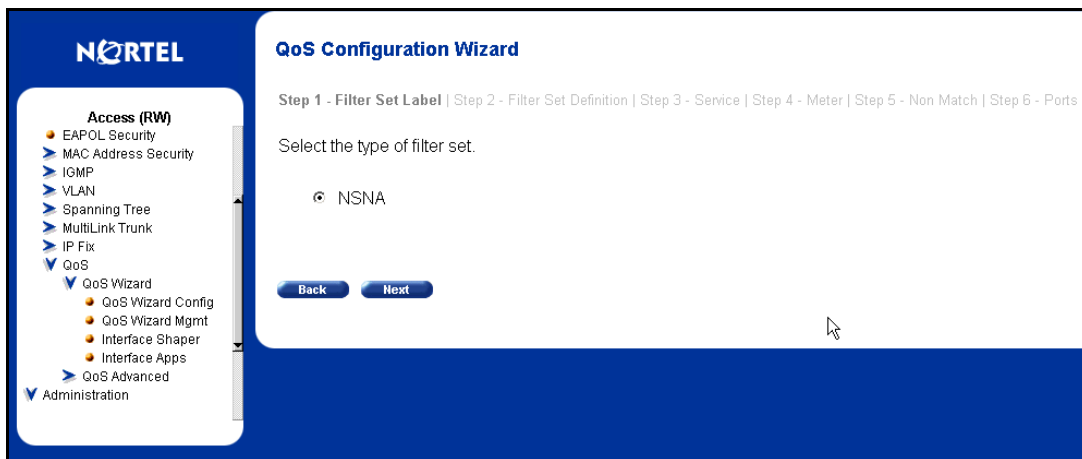 NORTEL
Access (RW)
EAPOL Security
MAC Address Security
IGMP
VLAN
Spanning Tree
MultiLink Trunk
IP Fix
QoS
QoS Wizard
QoS Wizard Config
QoS Wizard Mgmt
Interface Shaper
Interface Apps
QoS Advanced
Administration
QoS Configuration Wizard
Step 1 - Filter Set Label | Step 2 - Filter Set Definition | Step 3 - Service | Step 4 - Meter | Step 5 - Non Match | Step 6 - Ports
Select the type of filter set.
NSNA
Back Next